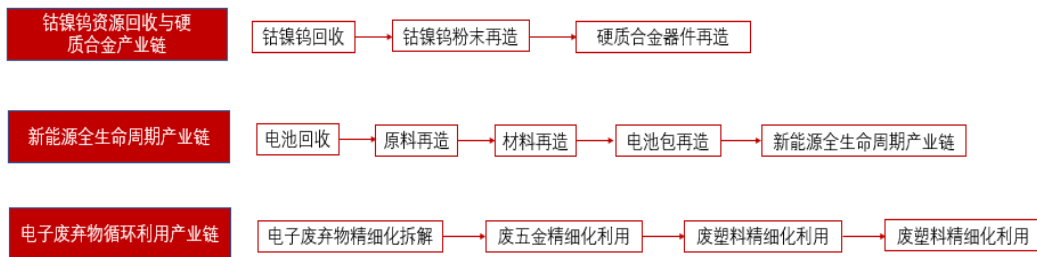 钴镍钨资源回收与硬
质合金产业链
钴镍钨回收
钴镍钨粉末再造
硬质合金器件再造
新能源全生命周期产业链
电池回收
原料再造
材料再造
电池包再造
新能源全生命周期产业链
电子废弃物循环利用产业链
电子废弃物精细化拆解
废五金精细化利用
废塑料精细化利用
废塑料精细化利用